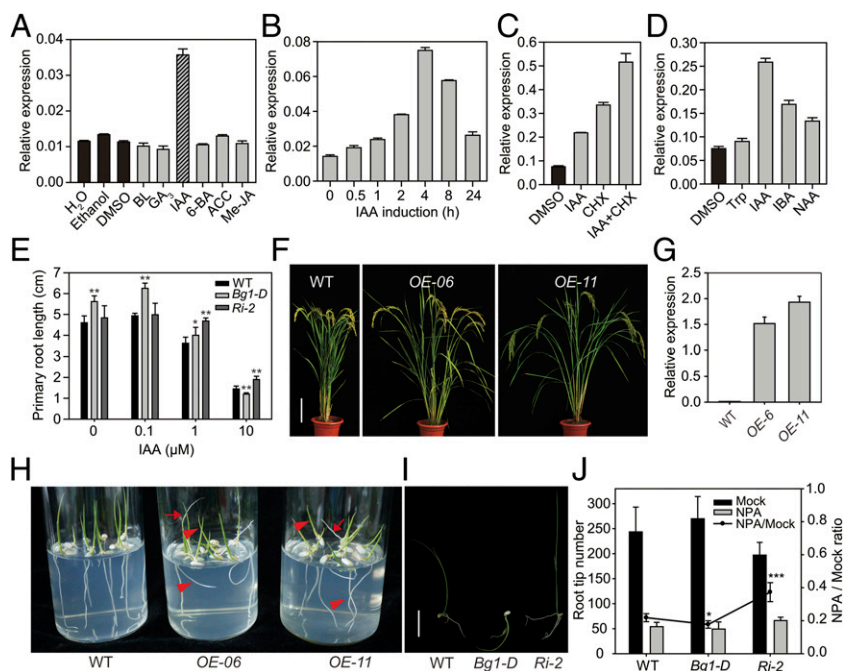 A
Relative expression
0.04
0.03
0.02
0.01
0.00
H2O
Ethanol
DMSO
BL
GA3
IAA
6-BA
ACC
Me-JA
B
Relative expression
0.08
0.06
0.04
0.02
0.00
0 0.5 1 2 4 8 24
IAA induction (h)
C
Relative expression
0.6
0.5
0.4
0.3
0.2
0.1
0.0
DMSO
IAA
CHX
IAA+CHX
D
Relative expression
0.30
0.25
0.20
0.15
0.10
0.05
0.00
DMSO
Trp
IAA
IBA
NAA
E
Primary root length (cm)
8
7
6
5
4
3
2
1
0
WT
Bg1-D
Ri-2
**
**
* **
** **
0 0.1 1 10
IAA (μM)
F
WT OE-06 OE-11
G
Relative expression
2.5
2.0
1.5
1.0
0.5
0.0
WT
OE-6
OE-11
H
WT OE-06 OE-11
I
WT Bg1-D Ri-2
J
Root tip number
300
250
200
150
100
50
0
Mock
NPA
NPA/Mock
*
***
1.0
0.8
0.6
0.4
0.2
0.0
NPA / Mock ratio
WT Bg1-D Ri-2